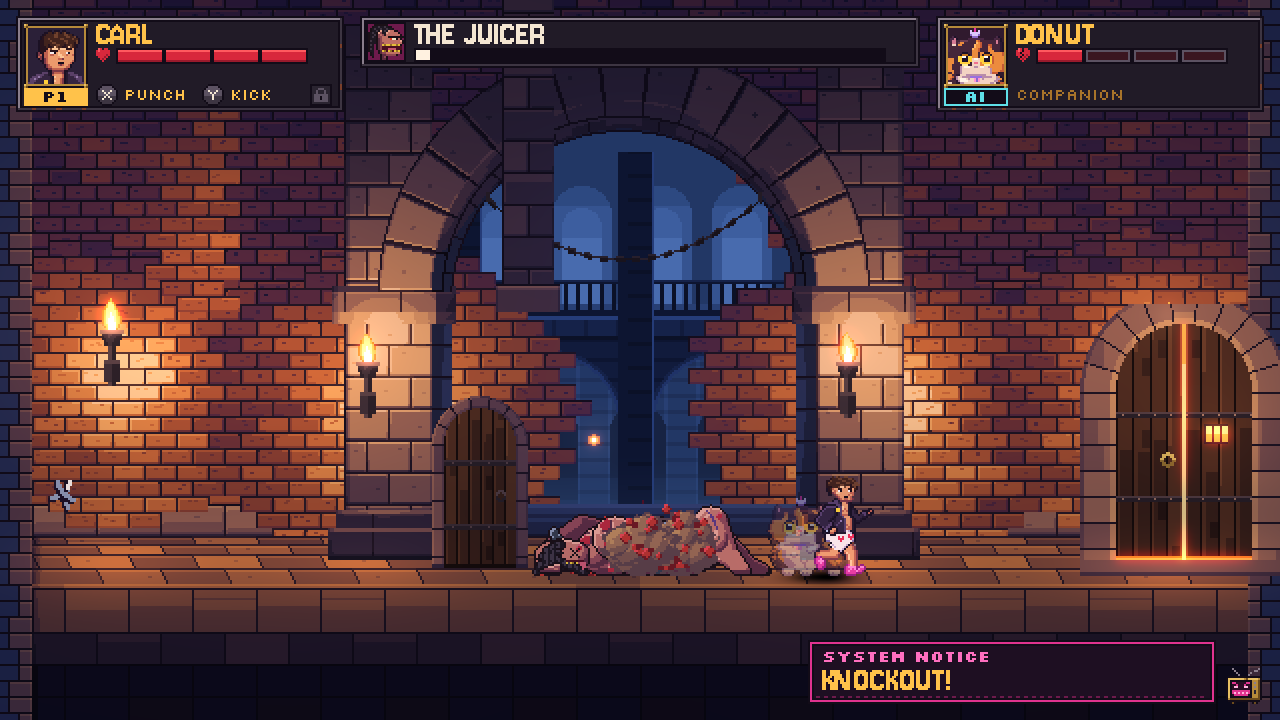 CARL
P1
X PUNCH Y KICK
THE JUICER
DONUT
AI
COMPANION
SYSTEM NOTICE
KNOCKOUT!